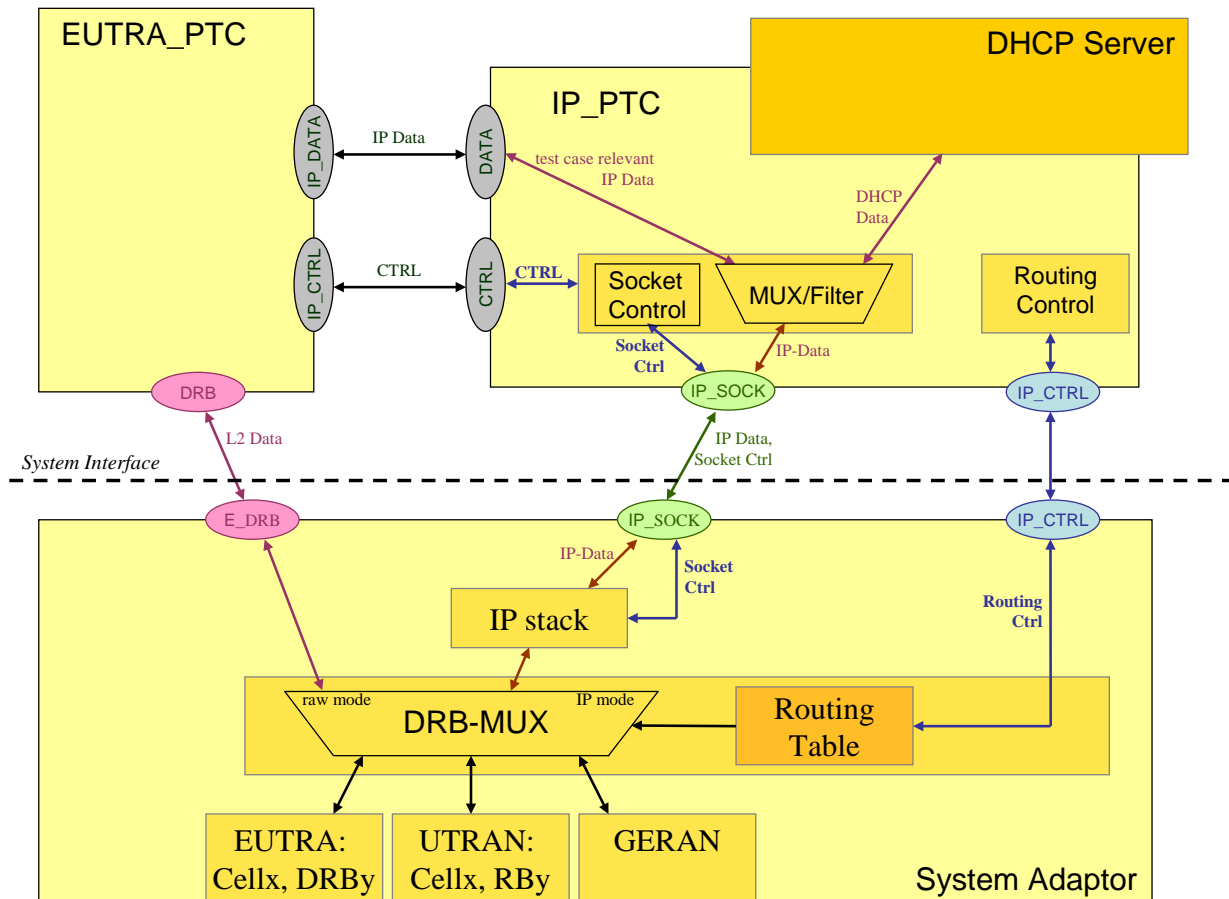 EUTRA_PTC
DHCP Server
IP_PTC
IP_DATA
IP Data
DATA
test case relevant
IP Data
DHCP
Data
IP_CTRL
CTRL
CTRL
CTRL
Socket
Control
MUX/Filter
Routing
Control
Socket
Ctrl
IP-Data
DRB
IP_SOCK
IP_CTRL
L2 Data
IP Data,
Socket Ctrl
System Interface
E_DRB
IP_SOCK
IP_CTRL
IP-Data
Socket
Ctrl
IP stack
Routing
Ctrl
raw mode
IP mode
DRB-MUX
Routing
Table
EUTRA:
Cellx, DRBy
UTRAN:
Cellx, RBy
GERAN
System Adaptor